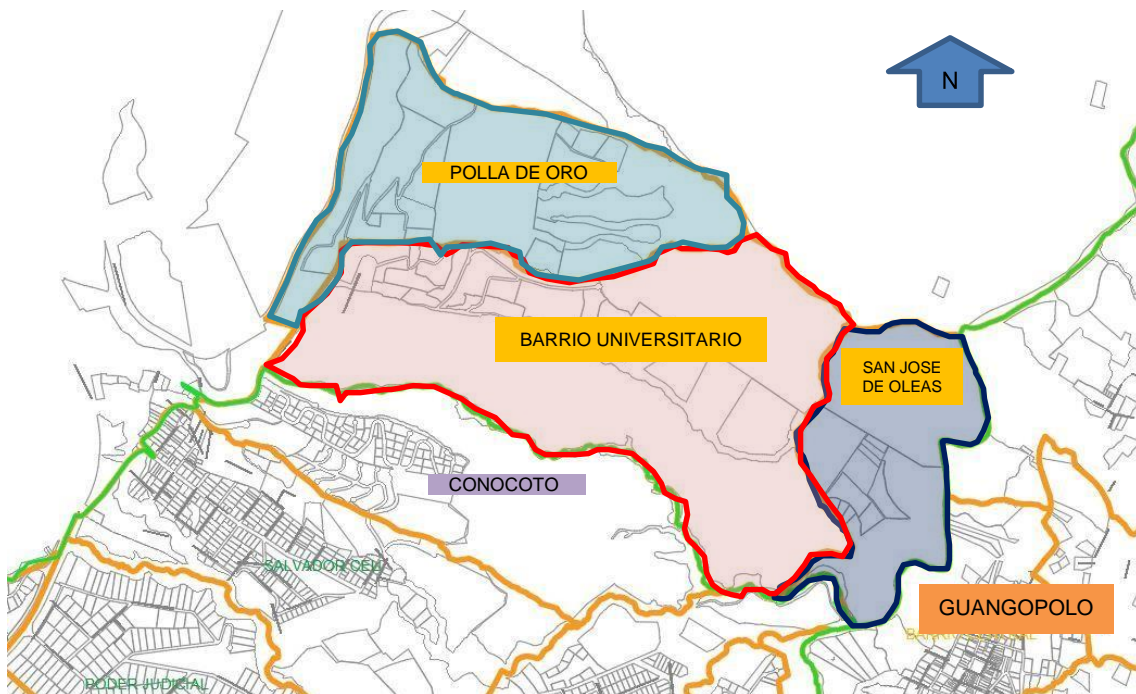 N
POLLA DE ORO
BARRIO UNIVERSITARIO
SAN JOSE
DE OLEAS
CONOCOTO
SALVADOR CELI
GUANGOPOLO
PODER JUDICIAL